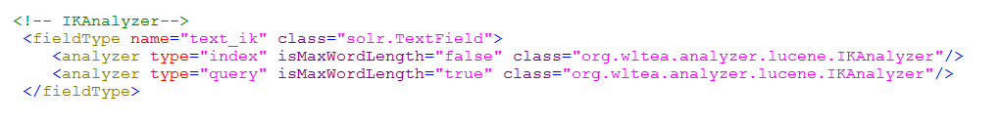 <!-- IKAnalyzer-->
<fieldType name="text_ik" class="solr.TextField">
<analyzer type="index" isMaxWordLength="false" class="org.wltea.analyzer.lucene.IKAnalyzer"/>
<analyzer type="query" isMaxWordLength="true" class="org.wltea.analyzer.lucene.IKAnalyzer"/>
</fieldType>